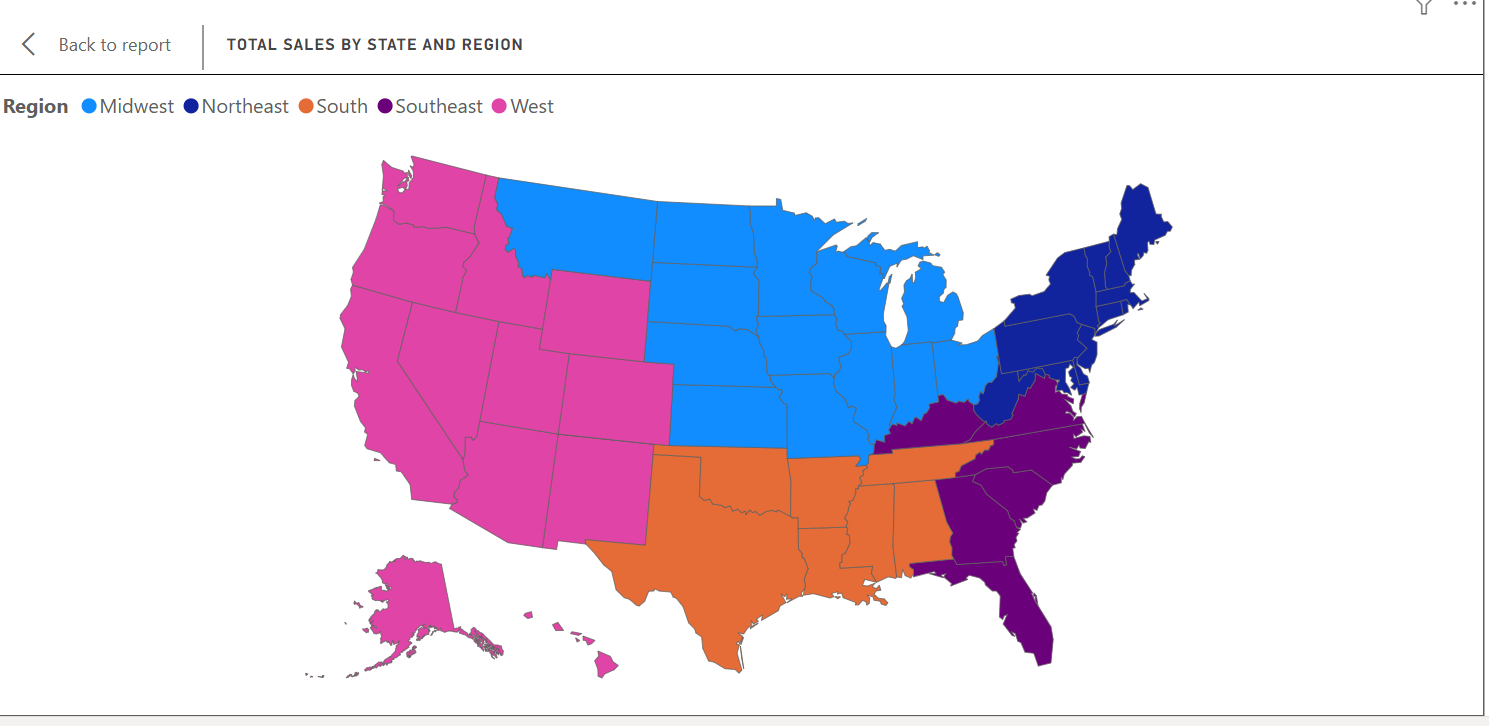 Back to report
TOTAL SALES BY STATE AND REGION
Region Midwest Northeast South Southeast West